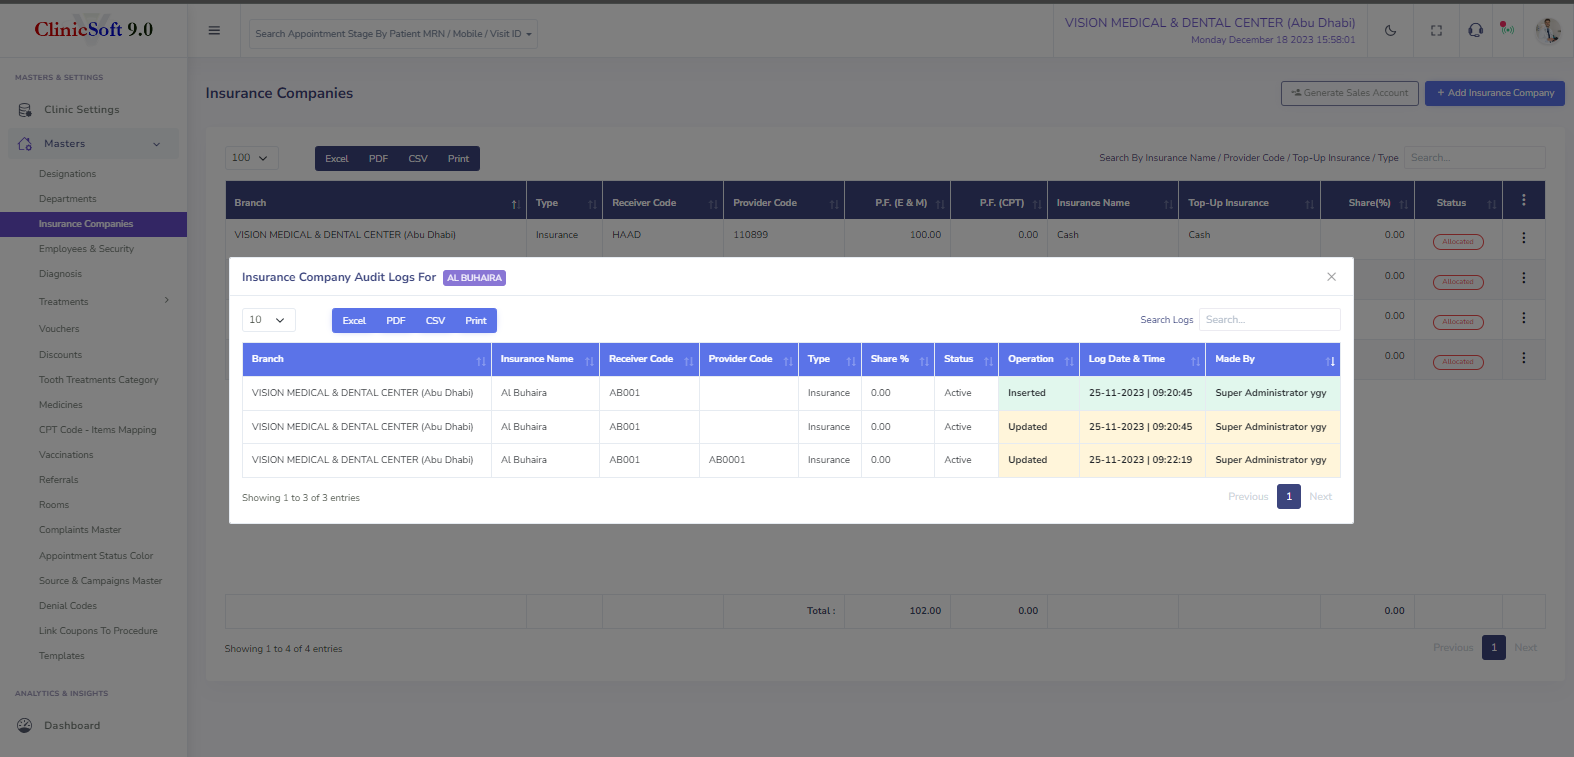 ClinicSoft 9.0
Search Appointment Stage By Patient MRN / Mobile / Visit ID
VISION MEDICAL & DENTAL CENTER (Abu Dhabi)
Monday December 18 2023 15:58:01
MASTERS & SETTINGS
Clinic Settings
Masters
Designations
Departments
Insurance Companies
Employees & Security
Diagnosis
Treatments
Vouchers
Discounts
Tooth Treatments Category
Medicines
CPT Code - Items Mapping
Vaccinations
Referrals
Rooms
Complaints Master
Appointment Status Color
Source & Campaigns Master
Denial Codes
Link Coupons To Procedure
Templates
ANALYTICS & INSIGHTS
Dashboard
Insurance Companies
Generate Sales Account
+ Add Insurance Company
100
Excel PDF CSV Print
Search By Insurance Name / Provider Code / Top-Up Insurance / Type Search...
Branch Type Receiver Code Provider Code P.F. (E & M) P.F. (CPT) Insurance Name Top-Up Insurance Share(%) Status
VISION MEDICAL & DENTAL CENTER (Abu Dhabi) Insurance HAAD 110899 100.00 0.00 Cash Cash 0.00 Allocated
0.00 Allocated
0.00 Allocated
0.00 Allocated
Insurance Company Audit Logs For AL BUHAIRA
10
Excel PDF CSV Print
Search Logs Search...
Branch Insurance Name Receiver Code Provider Code Type Share % Status Operation Log Date & Time Made By
VISION MEDICAL & DENTAL CENTER (Abu Dhabi) Al Buhaira AB001 Insurance 0.00 Active Inserted 25-11-2023 | 09:20:45 Super Administrator ygy
VISION MEDICAL & DENTAL CENTER (Abu Dhabi) Al Buhaira AB001 Insurance 0.00 Active Updated 25-11-2023 | 09:20:45 Super Administrator ygy
VISION MEDICAL & DENTAL CENTER (Abu Dhabi) Al Buhaira AB001 AB0001 Insurance 0.00 Active Updated 25-11-2023 | 09:22:19 Super Administrator ygy
Showing 1 to 3 of 3 entries
Previous 1 Next
Total : 102.00 0.00 0.00
Showing 1 to 4 of 4 entries
Previous 1 Next